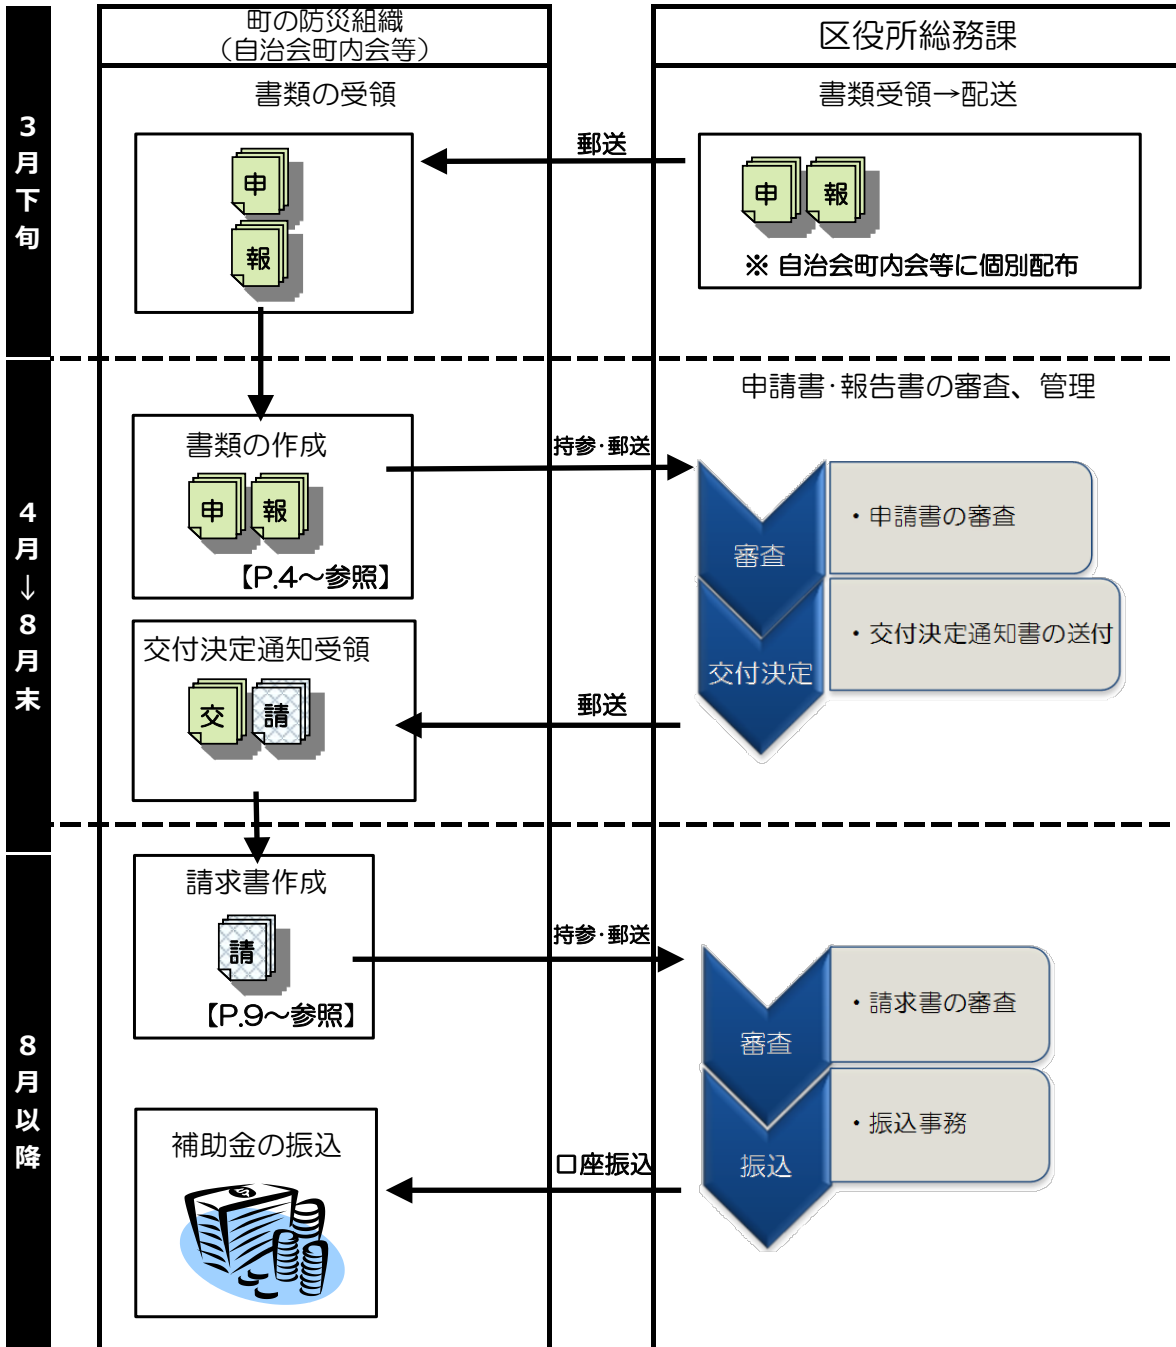 町の防災組織
（自治会町内会等）
区役所総務課
3月下旬
書類の受領
書類受領→配送
申
報
郵送
申 報
※ 自治会町内会等に個別配布
4月→8月末
申請書・報告書の審査、管理
書類の作成
申 報
【P.4～参照】
持参・郵送
審査
・申請書の審査
交付決定
・交付決定通知書の送付
交付決定通知受領
交 請
郵送
8月以降
請求書作成
請
【P.9～参照】
持参・郵送
審査
・請求書の審査
振込
・振込事務
補助金の振込
口座振込